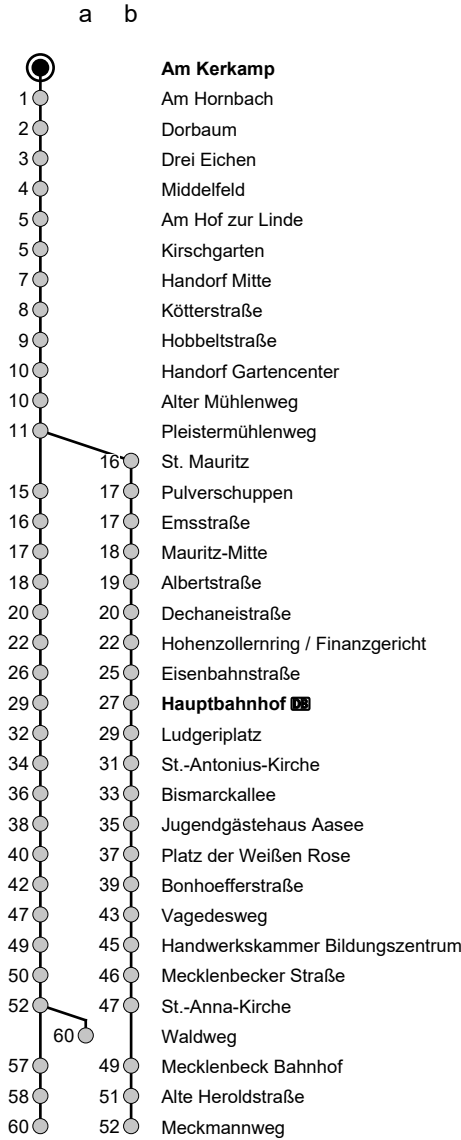 a b
Am Kerkamp
1 Am Hornbach
2 Dorbaum
3 Drei Eichen
4 Middelfeld
5 Am Hof zur Linde
5 Kirschgarten
7 Handorf Mitte
8 Kötterstraße
9 Hobbeltstraße
10 Handorf Gartencenter
10 Alter Mühlenweg
11 Pleistermühlenweg
16 St. Mauritz
15 17 Pulverschuppen
16 17 Emsstraße
17 18 Mauritz-Mitte
18 19 Albertstraße
20 20 Dechaneistraße
22 22 Hohenzollernring / Finanzgericht
26 25 Eisenbahnstraße
29 27 Hauptbahnhof DB
32 29 Ludgeriplatz
34 31 St.-Antonius-Kirche
36 33 Bismarckallee
38 35 Jugendgästehaus Aasee
40 37 Platz der Weißen Rose
42 39 Bonhoefferstraße
47 43 Vagedesweg
49 45 Handwerkskammer Bildungszentrum
50 46 Mecklenbecker Straße
52 47 St.-Anna-Kirche
60 Waldweg
57 49 Mecklenbeck Bahnhof
58 51 Alte Heroldstraße
60 52 Meckmannweg